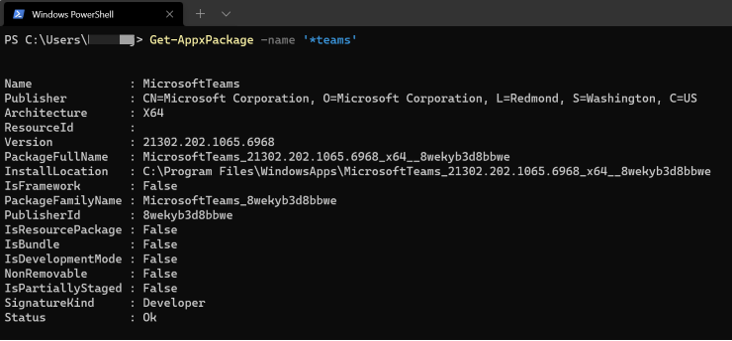 Windows PowerShell
PS C:\Users\> Get-AppxPackage -name '*teams'
Name : MicrosoftTeams
Publisher : CN=Microsoft Corporation, O=Microsoft Corporation, L=Redmond, S=Washington, C=US
Architecture : X64
ResourceId :
Version : 21302.202.1065.6968
PackageFullName : MicrosoftTeams_21302.202.1065.6968_x64__8wekyb3d8bbwe
InstallLocation : C:\Program Files\WindowsApps\MicrosoftTeams_21302.202.1065.6968_x64__8wekyb3d8bbwe
IsFramework : False
PackageFamilyName : MicrosoftTeams_8wekyb3d8bbwe
PublisherId : 8wekyb3d8bbwe
IsResourcePackage : False
IsBundle : False
IsDevelopmentMode : False
NonRemovable : False
IsPartiallyStaged : False
SignatureKind : Developer
Status : Ok